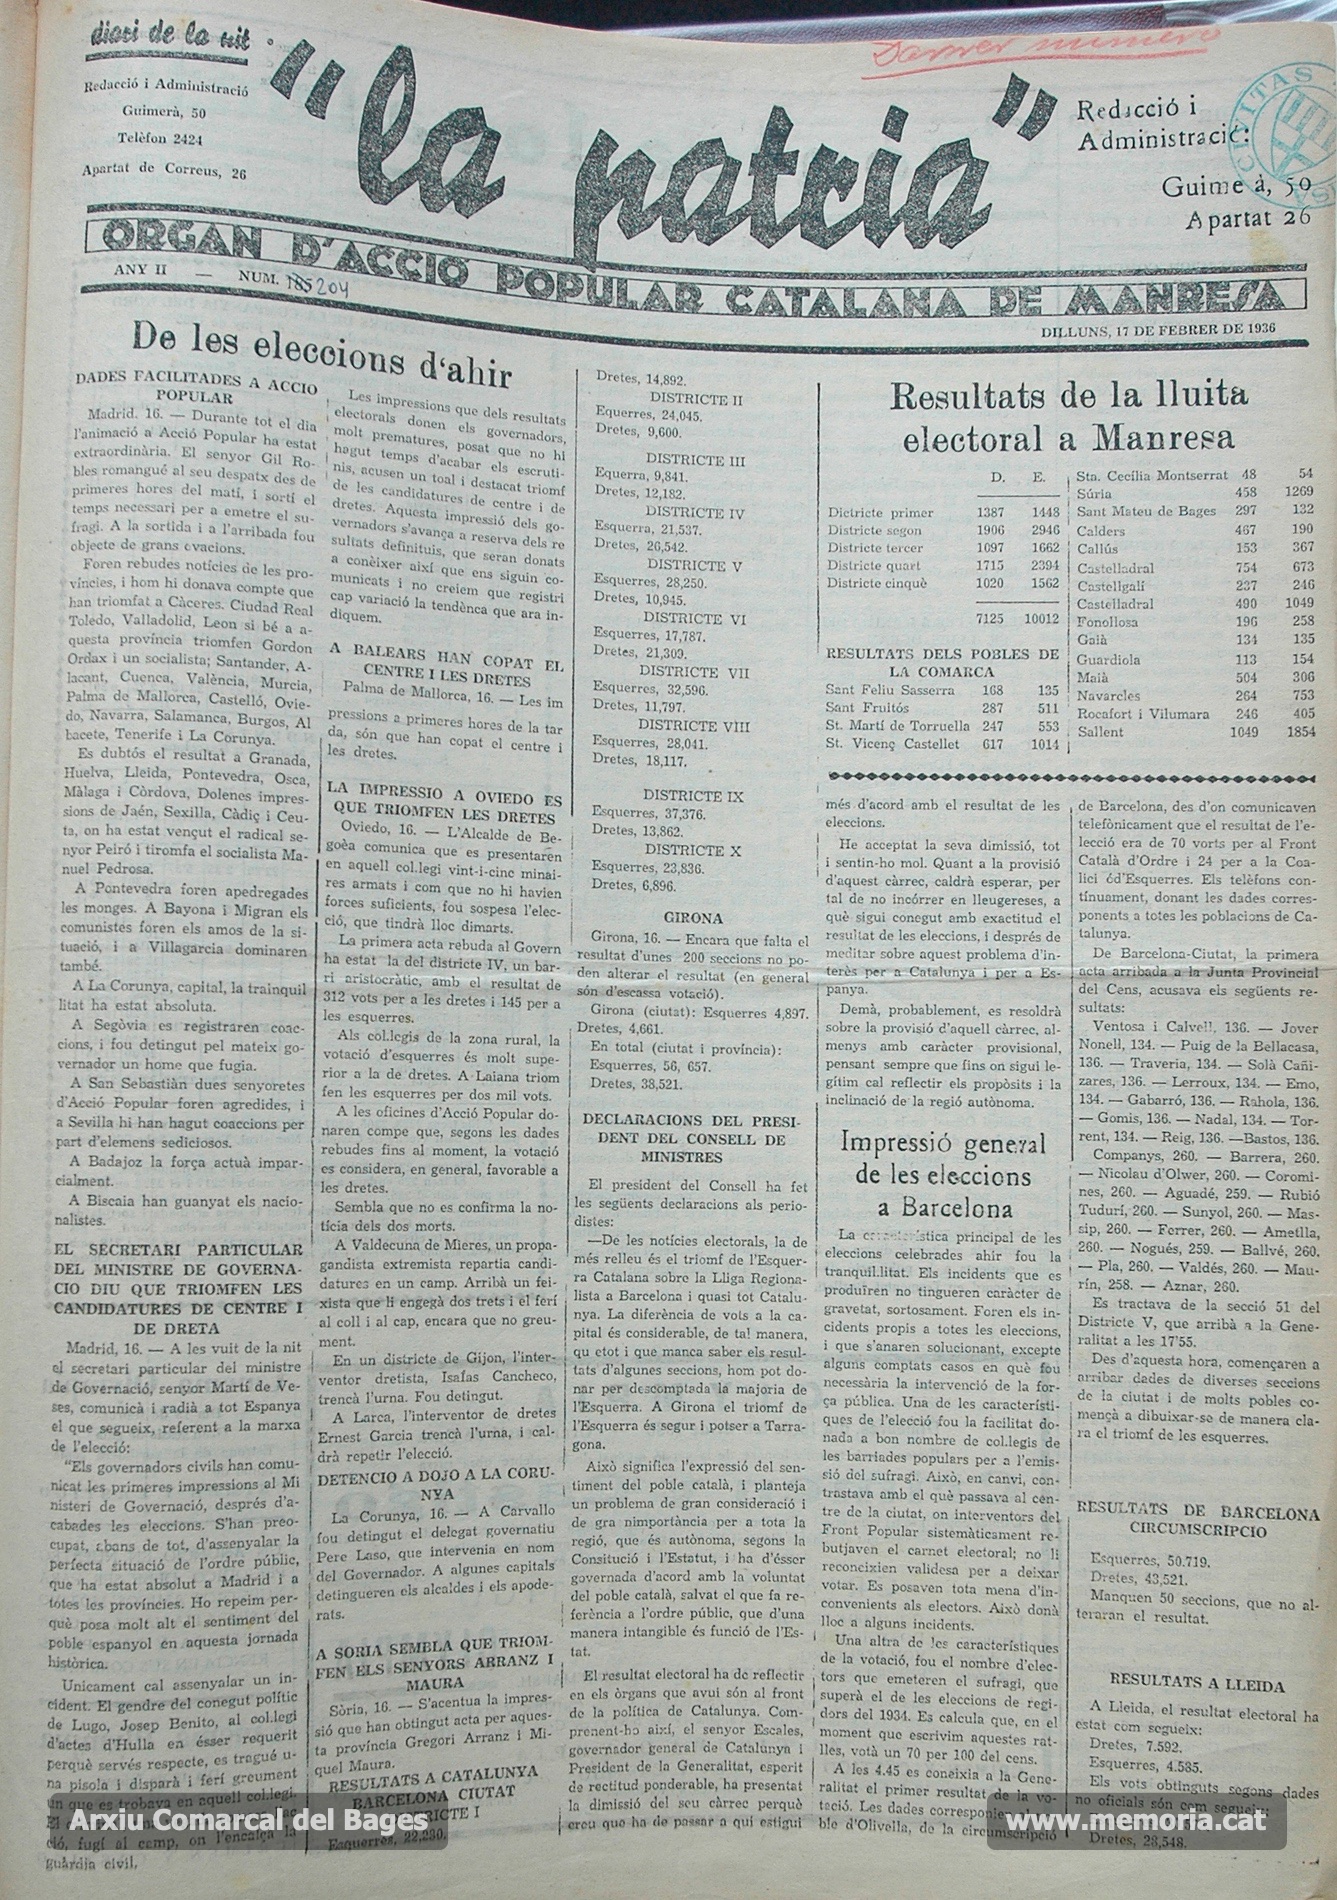 diari de la nit
Redacció i Administració
Guimerà, 50
Telèfon 2424
Apartat de Correus, 26
"la patria"
Darrer numero
Redacció i
Administració:
Guime à, 50
Apartat 26
CIVITAS
ORGAN D'ACCIÓ POPULAR CATALANA DE MANRESA
ANY II — NUM. 185 204
DILLUNS, 17 DE FEBRER DE 1936
De les eleccions d'ahir
DADES FACILITADES A ACCIO
POPULAR
Madrid. 16. — Durante tot el dia
l'animació a Acció Popular ha estat
extraordinària. El senyor Gil Ro-
bles romangué al seu despatx des de
primeres hores del matí, i sortí el
temps necessari per a emetre el su-
fragi. A la sortida i a l'arribada fou
objecte de grans evacions.
Foren rebudes notícies de les pro-
víncies, i hom hi donava compte que
han triomfat a Càceres. Ciudad Real
Toledo, Valladolid, Leon si bé a a-
questa província triomfen Gordon
Ordax i un socialista; Santander, A-
lacant, Cuenca, València, Murcia,
Palma de Mallorca, Castelló, Ovie-
do, Navarra, Salamanca, Burgos, Al
bacete, Tenerife i La Corunya.
Es dubtós el resultat a Granada,
Huelva, Lleida, Pontevedra, Osca,
Màlaga i Còrdova, Dolenes impres-
sions de Jaén, Sexilla, Càdiç i Ceu-
ta, on ha estat vençut el radical se-
nyor Peiró i tiromfa el socialista Ma-
nuel Pedrosa.
A Pontevedra foren apedregades
les monges. A Bayona i Migran els
comunistes foren els amos de la si-
tuació, i a Villagarcia dominaren
també.
A La Corunya, capital, la trainquil
litat ha estat absoluta.
A Segòvia es registraren coac-
cions, i fou detingut pel mateix go-
vernador un home que fugia.
A San Sebastiàn dues senyoretes
d'Acció Popular foren agredides, i
a Sevilla hi han hagut coaccions per
part d'elemens sediciosos.
A Badajoz la força actuà impar-
cialment.
A Biscaia han guanyat els nacio-
nalistes.
EL SECRETARI PARTICULAR
DEL MINISTRE DE GOVERNA-
CIO DIU QUE TRIOMFEN LES
CANDIDATURES DE CENTRE I
DE DRETA
Madrid, 16. — A les vuit de la nit
el secretari particular del ministre
de Governació, senyor Martí de Ve-
ses, comunicà i radià a tot Espanya
el que segueix, referent a la marxa
de l'elecció:
"Els governadors civils han comu-
nicat les primeres impressions al Mi
nisteri de Governació, després d'a-
cabades les eleccions. S'han preo-
cupat, abans de tot, d'assenyalar la
perfecta situació de l'ordre públic,
que ha estat absolut a Madrid i a
totes les províncies. Ho repeim per-
què posa molt alt el sentiment del
poble espanyol en aquesta jornada
històrica.
Unicament cal assenyalar un in-
cident. El gendre del conegut polític
de Lugo, Josep Benito, al col.legi
d'actes d'Hulla en ésser requerit
perquè servés respecte, es tragué u-
na pisola i disparà i ferí greument
un que es trobava en aquell col.legi.
ció, fugí al camp, on l'encalça la
guàrdia civil.
Les impressions que dels resultats
electorals donen els governadors,
molt prematures, posat que no hi
hagut temps d'acabar els escruti-
nis, acusen un toal i destacat triomf
de les candidatures de centre i de
dretes. Aquesta impressió dels go-
vernadors s'avança a reserva dels re
sultats definituis, que seran donats
a conèixer així que ens siguin co-
municats i no creiem que registri
cap variació la tendènca que ara in-
diquem.
A BALEARS HAN COPAT EL
CENTRE I LES DRETES
Palma de Mallorca, 16. — Les im
pressions a primeres hores de la tar
da, són que han copat el centre i
les dretes.
LA IMPRESSIO A OVIEDO ES
QUE TRIOMFEN LES DRETES
Oviedo, 16. — L'Alcalde de Be-
goèa comunica que es presentaren
en aquell col.legi vint-i-cinc minai-
res armats i com que no hi havien
forces suficients, fou sospesa l'elec-
ció, que tindrà lloc dimarts.
La primera acta rebuda al Govern
ha estat la del districte IV, un bar-
ri aristocràtic, amb el resultat de
312 vots per a les dretes i 145 per a
les esquerres.
Als col.legis de la zona rural, la
votació d'esquerres és molt supe-
rior a la de dretes. A Laiana triom
fen les esquerres per dos mil vots.
A les oficines d'Acció Popular do-
naren compe que, segons les dades
rebudes fins al moment, la votació
es considera, en general, favorable a
les dretes.
Sembla que no es confirma la no-
tícia dels dos morts.
A Valdecuna de Mieres, un propa-
gandista extremista repartia candi-
datures en un camp. Arribà un fei-
xista que li engegà dos trets i el ferí
al coll i al cap, encara que no greu-
ment.
En un districte de Gijon, l'inter-
ventor dretista, Isaías Cancheco,
trencà l'urna. Fou detingut.
A Larca, l'interventor de dretes
Ernest Garcia trencà l'urna, i cal-
drà repetir l'elecció.
DETENCIO A DOJO A LA CORU-
NYA
La Corunya, 16. — A Carvallo
fou detingut el delegat governatiu
Pere Laso, que intervenia en nom
del Governador. A algunes capitals
detingueren els alcaldes i els apode-
rats.
A SORIA SEMBLA QUE TRIOM-
FEN ELS SENYORS ARRANZ I
MAURA
Sòria, 16. — S'acentua la impres-
sió que han obtingut acta per aques-
ta província Gregori Arranz i Mi-
quel Maura.
RESULTATS A CATALUNYA
BARCELONA CIUTAT
Esquerres, 22,230.
Dretes, 14,892.
DISTRICTE II
Equerres, 24,045.
Dretes, 9,600.
DISTRICTE III
Equerra, 9,841.
Dretes, 12,182.
DISTRICTE IV
Esquerra, 21,537.
Dretes, 26,542.
DISTRICTE V
Esquerres, 28,250.
Dretes, 10,945.
DISTRICTE VI
Esquerres, 17,787.
Dretes, 21,309.
DISTRICTE VII
Esquerres, 32,596.
Dretes, 11,797.
DISTRICTE VIII
Esquerres, 28,041.
Dretes, 18,117.
DISTRICTE IX
Esquerres, 37,376.
Dretes, 13,862.
DISTRICTE X
Esquerres, 23,836.
Dretes, 6,896.
GIRONA
Girona, 16. — Encara que falta el
resultat d'unes 200 seccions no po-
den alterar el resultat (en general
són d'escassa votació).
Girona (ciutat): Esquerres 4,897.
Dretes, 4,661.
En total (ciutat i província):
Esquerres, 56, 657.
Dretes, 38,521.
DECLARACIONS DEL PRESI-
DENT DEL CONSELL DE
MINISTRES
El president del Consell ha fet
les següents declaracions als perio-
distes:
—De les notícies electorals, la de
més relleu és el triomf de l'Esquer-
ra Catalana sobre la Lliga Regiona-
lista a Barcelona i quasi tot Catalu-
nya. La diferència de vots a la ca-
pital és considerable, de tal manera,
qu etot i que manca saber els resul-
tats d'algunes seccions, hom pot do-
nar per descomptada la majoria de
l'Esquerra. A Girona el triomf de
l'Esquerra és segur i potser a Tarra-
gona.
Això significa l'expressió del sen-
timent del poble català, i planteja
un problema de gran consideració i
de gra nimportància per a tota la
regió, que és autònoma, segons la
Consitució i l'Estatut, i ha d'ésser
governada d'acord amb la voluntat
del poble català, salvat el que fa re-
ferència a l'ordre públic, que d'una
manera intangible és funció de l'Es-
tat.
El resultat electoral ha de reflectir
en els òrgans que avui són al front
de la política de Catalunya. Com-
prenent-ho així, el senyor Escales,
governador general de Catalunya i
President de la Generalitat, esperit
de rectitud ponderable, ha presentat
la dimissió del seu càrrec perquè
creu que ha de passar a qui estigui
Resultats de la lluita
electoral a Manresa
D. E.
Dietricte primer 1387 1448
Districte segon 1906 2946
Districte tercer 1097 1662
Districte quart 1715 2394
Districte cinquè 1020 1562
7125 10012
RESULTATS DELS POBLES DE
LA COMARCA
Sant Feliu Sasserra 168 135
Sant Fruitós 287 511
St. Martí de Torruella 247 553
St. Vicenç Castellet 617 1014
Sta. Cecília Montserrat 48 54
Súria 458 1269
Sant Mateu de Bages 297 132
Calders 467 190
Callús 153 367
Castelladral 754 673
Castellgalí 237 246
Castelladral 490 1049
Fonollosa 196 258
Gaià 134 135
Guardiola 113 154
Maià 504 306
Navarcles 264 753
Rocafort i Vilumara 246 405
Sallent 1049 1854
més d'acord amb el resultat de les
eleccions.
He acceptat la seva dimissió, tot
i sentin-ho mol. Quant a la provisió
d'aquest càrrec, caldrà esperar, per
tal de no incórrer en lleugereses, a
què sigui conegut amb exactitud el
resultat de les eleccions, i després de
meditar sobre aquest problema d'in-
terès per a Catalunya i per a Es-
panya.
Demà, probablement, es resoldrà
sobre la provisió d'aquell càrrec, al-
menys amb caràcter provisional,
pensant sempre que fins on sigui le-
gítim cal reflectir els propòsits i la
inclinació de la regió autònoma.
Impressió general
de les eleccions
a Barcelona
La característica principal de les
eleccions celebrades ahir fou la
tranquil.litat. Els incidents que es
produïren no tingueren caràcter de
gravetat, sortosament. Foren els in-
cidents propis a totes les eleccions,
i que s'anaren solucionant, excepte
alguns comptats casos en què fou
necessària la intervenció de la for-
ça pública. Una de les característi-
ques de l'elecció fou la facilitat do-
nada a bon nombre de col.legis de
les barriades populars per a l'emis-
sió del sufragi. Això, en canvi, con-
trastava amb el què passava al cen-
tre de la ciutat, on interventors del
Front Popular sistemàticament re-
butjaven el carnet electoral; no li
reconeixien validesa per a deixar
votar. Es posaven tota mena d'in-
convenients als electors. Això donà
lloc a alguns incidents.
Una altra de les característiques
de la votació, fou el nombre d'elec-
tors que emeteren el sufragi, que
superà el de les eleccions de regi-
dors del 1934. Es calcula que, en el
moment que escrivim aquestes rat-
lles, votà un 70 per 100 del cens.
A les 4.45 es coneixia a la Gene-
ralitat el primer resultat de la vo-
tació. Les dades corresponien
ble d'Olivella, de la circumscripció
de Barcelona, des d'on comunicaven
telefònicament que el resultat de l'e-
lecció era de 70 vorts per al Front
Català d'Ordre i 24 per a la Coa-
lici ód'Esquerres. Els telèfons con-
tínuament, donant les dades corres-
ponents a totes les poblacions de Ca-
talunya.
De Barcelona-Ciutat, la primera
acta arribada a la Junta Provincial
del Cens, acusava els següents re-
sultats:
Ventosa i Calvell, 136. — Jover
Nonell, 134. — Puig de la Bellacasa,
136. — Traveria, 134. — Solà Cañi-
zares, 136. — Lerroux, 134. — Emo,
134. — Gabarró, 136. — Rahola, 136.
— Gomis, 136. — Nadal, 134. — Tor-
rent, 134. — Reig, 136. —Bastos, 136.
Companys, 260. — Barrera, 260.
— Nicolau d'Olwer, 260. — Coromi-
nes, 260. — Aguadé, 259. — Rubió
Tudurí, 260. — Sunyol, 260. — Mas-
sip, 260. — Ferrer, 260. — Ametlla,
260. — Nogués, 259. — Ballvé, 260.
— Pla, 260. — Valdés, 260. — Mau-
rín, 258. — Aznar, 260.
Es tractava de la secció 51 del
Districte V, que arribà a la Gene-
ralitat a les 17'55.
Des d'aquesta hora, començaren a
arribar dades de diverses seccions
de la ciutat i de molts pobles co-
mençà a dibuixar-se de manera cla-
ra el triomf de les esquerres.
RESULTATS DE BARCELONA
CIRCUMSCRIPCIO
Esquerres, 50.719.
Dretes, 43,521.
Manquen 50 seccions, que no al-
teraran el resultat.
RESULTATS A LLEIDA
A Lleida, el resultat electoral ha
estat com segueix:
Dretes, 7.592.
Esquerres, 4.585.
Els vots obtinguts segons dades
no oficials són com segueix:
Dretes, 28,548.
Arxiu Comarcal del Bages
www.memoria.cat